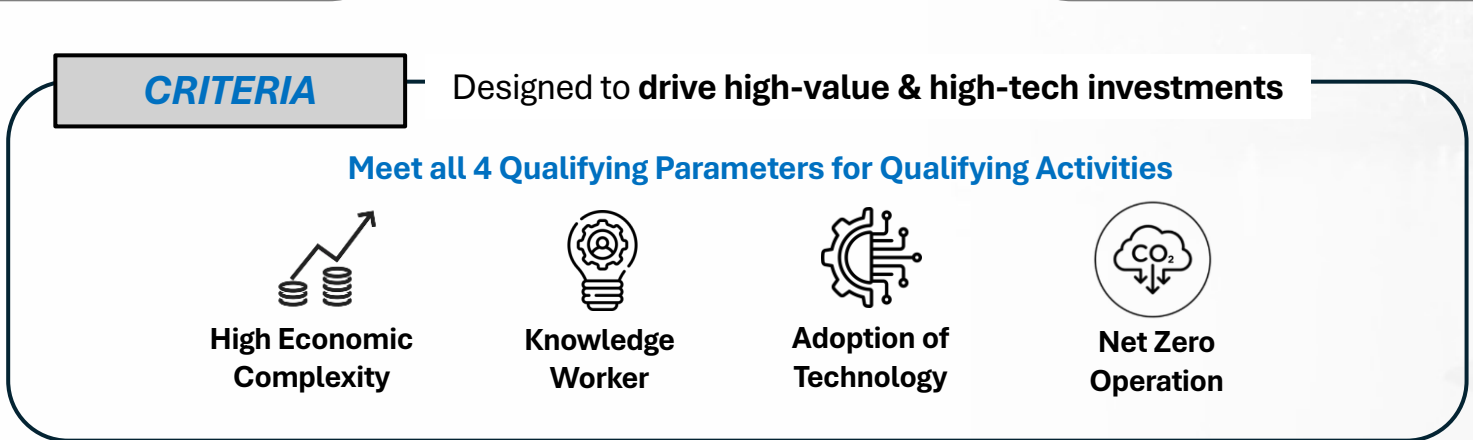 CRITERIA
Designed to drive high-value & high-tech investments
Meet all 4 Qualifying Parameters for Qualifying Activities
High Economic
Complexity
Knowledge
Worker
Adoption of
Technology
CO₂
Net Zero
Operation